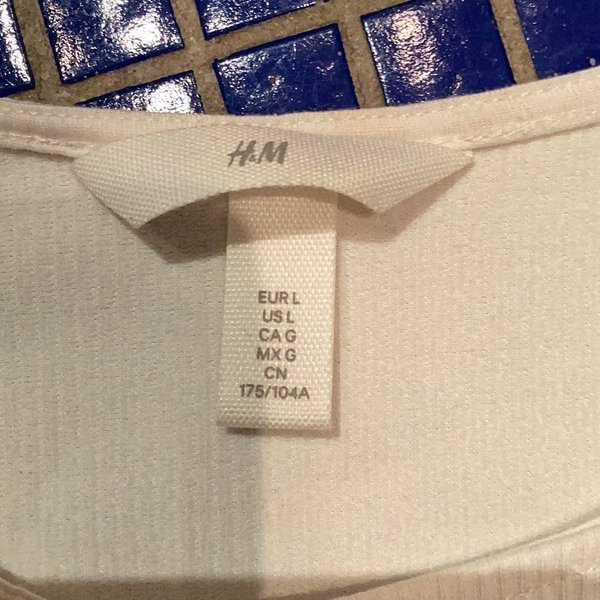 H&M
EUR L
US L
CA G
MX G
CN
175/104A